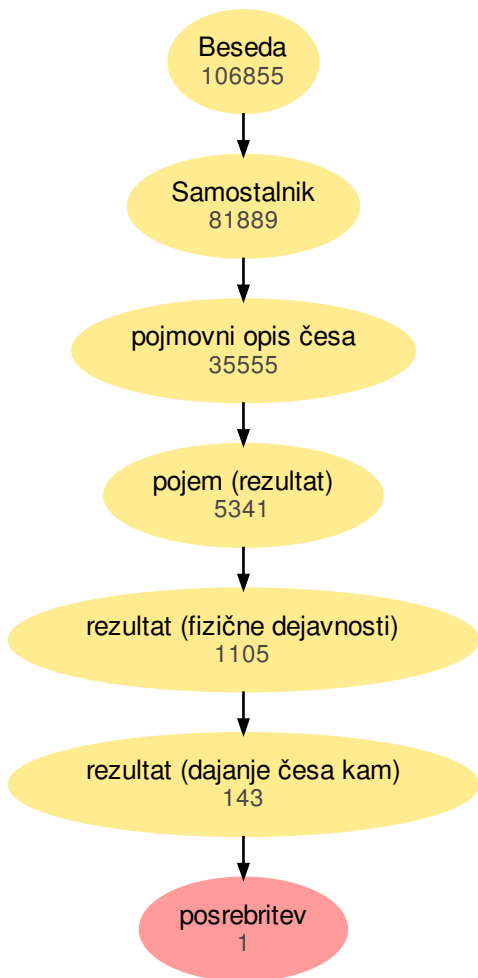 Beseda
106855
Samostalnik
81889
pojmovni opis česa
35555
pojem (rezultat)
5341
rezultat (fizične dejavnosti)
1105
rezultat (dajanje česa kam)
143
posrebritev
1